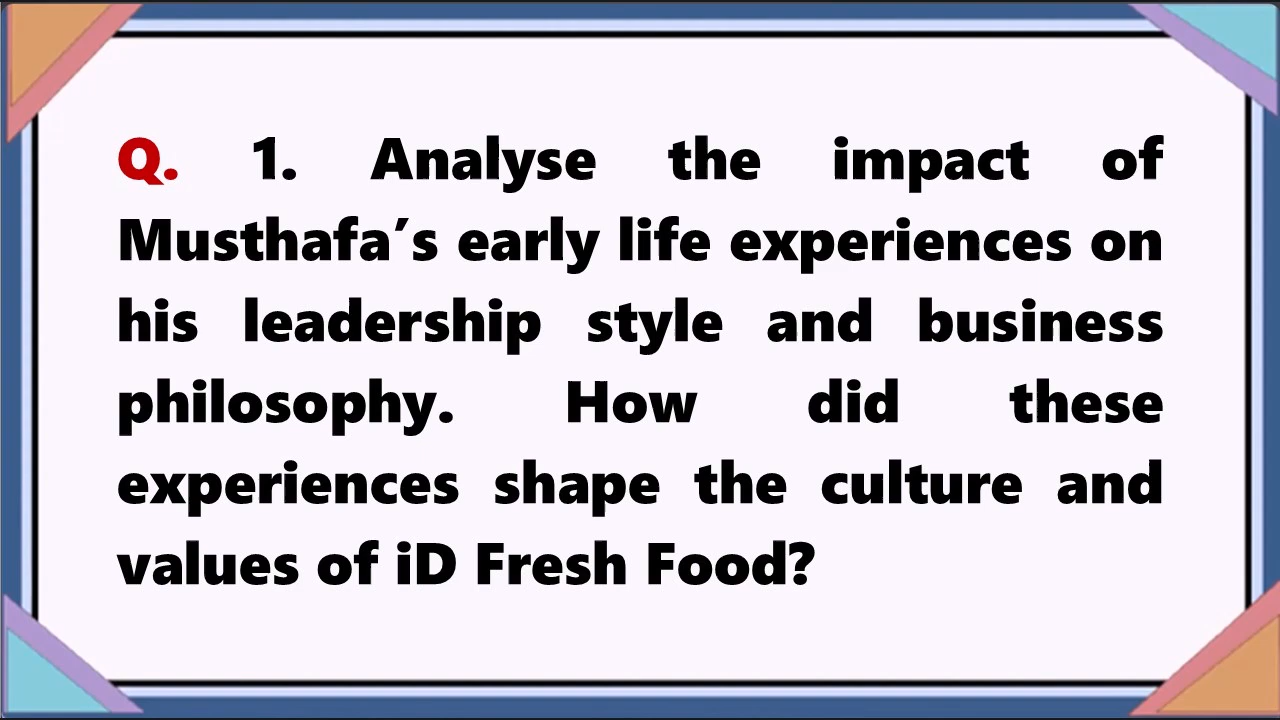 Q. 1. Analyse the impact of
Musthafa′s early life experiences on
his leadership style and business
philosophy. How did these
experiences shape the culture and
values of iD Fresh Food?